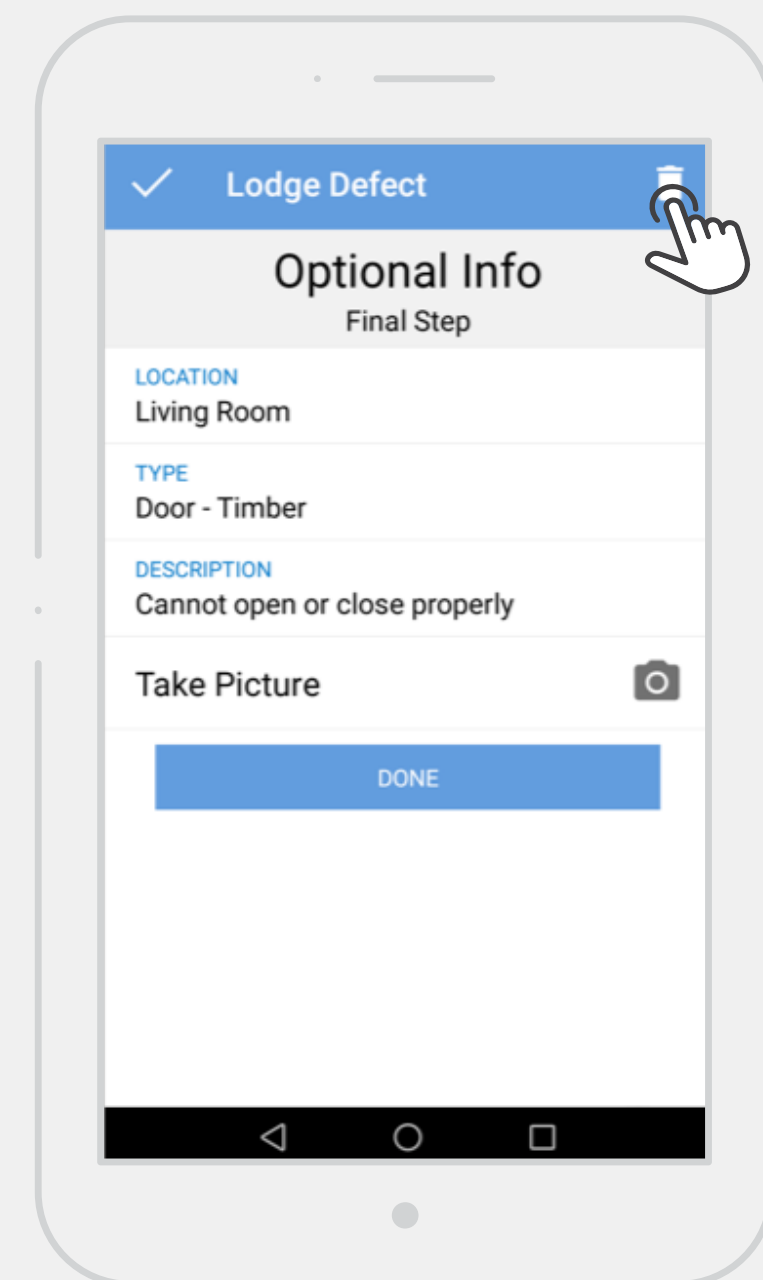 Lodge Defect
Optional Info
Final Step
LOCATION
Living Room
TYPE
Door - Timber
DESCRIPTION
Cannot open or close properly
Take Picture
DONE